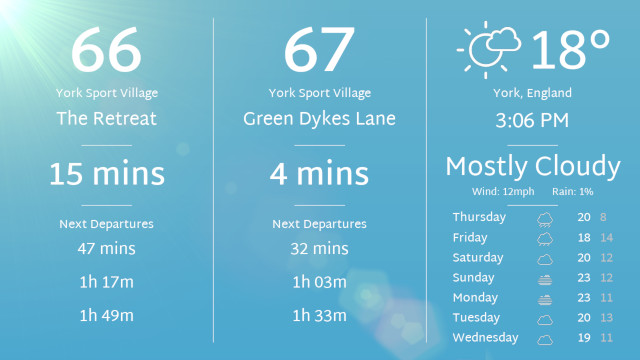 66
York Sport Village
The Retreat
15 mins
Next Departures
47 mins
1h 17m
1h 49m
67
York Sport Village
Green Dykes Lane
4 mins
Next Departures
32 mins
1h 03m
1h 33m
18°
York, England
3:06 PM
Mostly Cloudy
Wind: 12mph Rain: 1%
Thursday 20 8
Friday 18 14
Saturday 20 12
Sunday 23 12
Monday 23 11
Tuesday 20 13
Wednesday 19 11